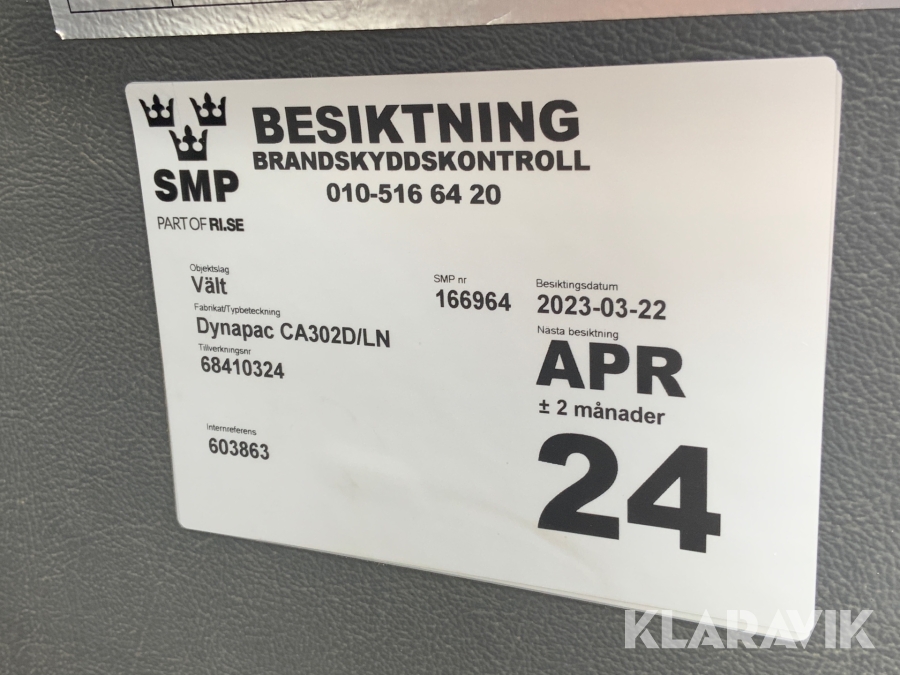 BESIKTNING
BRANDSKYDDSKONTROLL
010-516 64 20
SMP
PART OF RI.SE
Objektslag
Vält
Fabrikat/Typbeteckning
Dynapac CA302D/LN
Tillverkningsnr
68410324
Internreferens
603863
SMP nr
166964
Besiktingsdatum
2023-03-22
Nästa besiktning
APR
± 2 månader
24
KLARAVIK